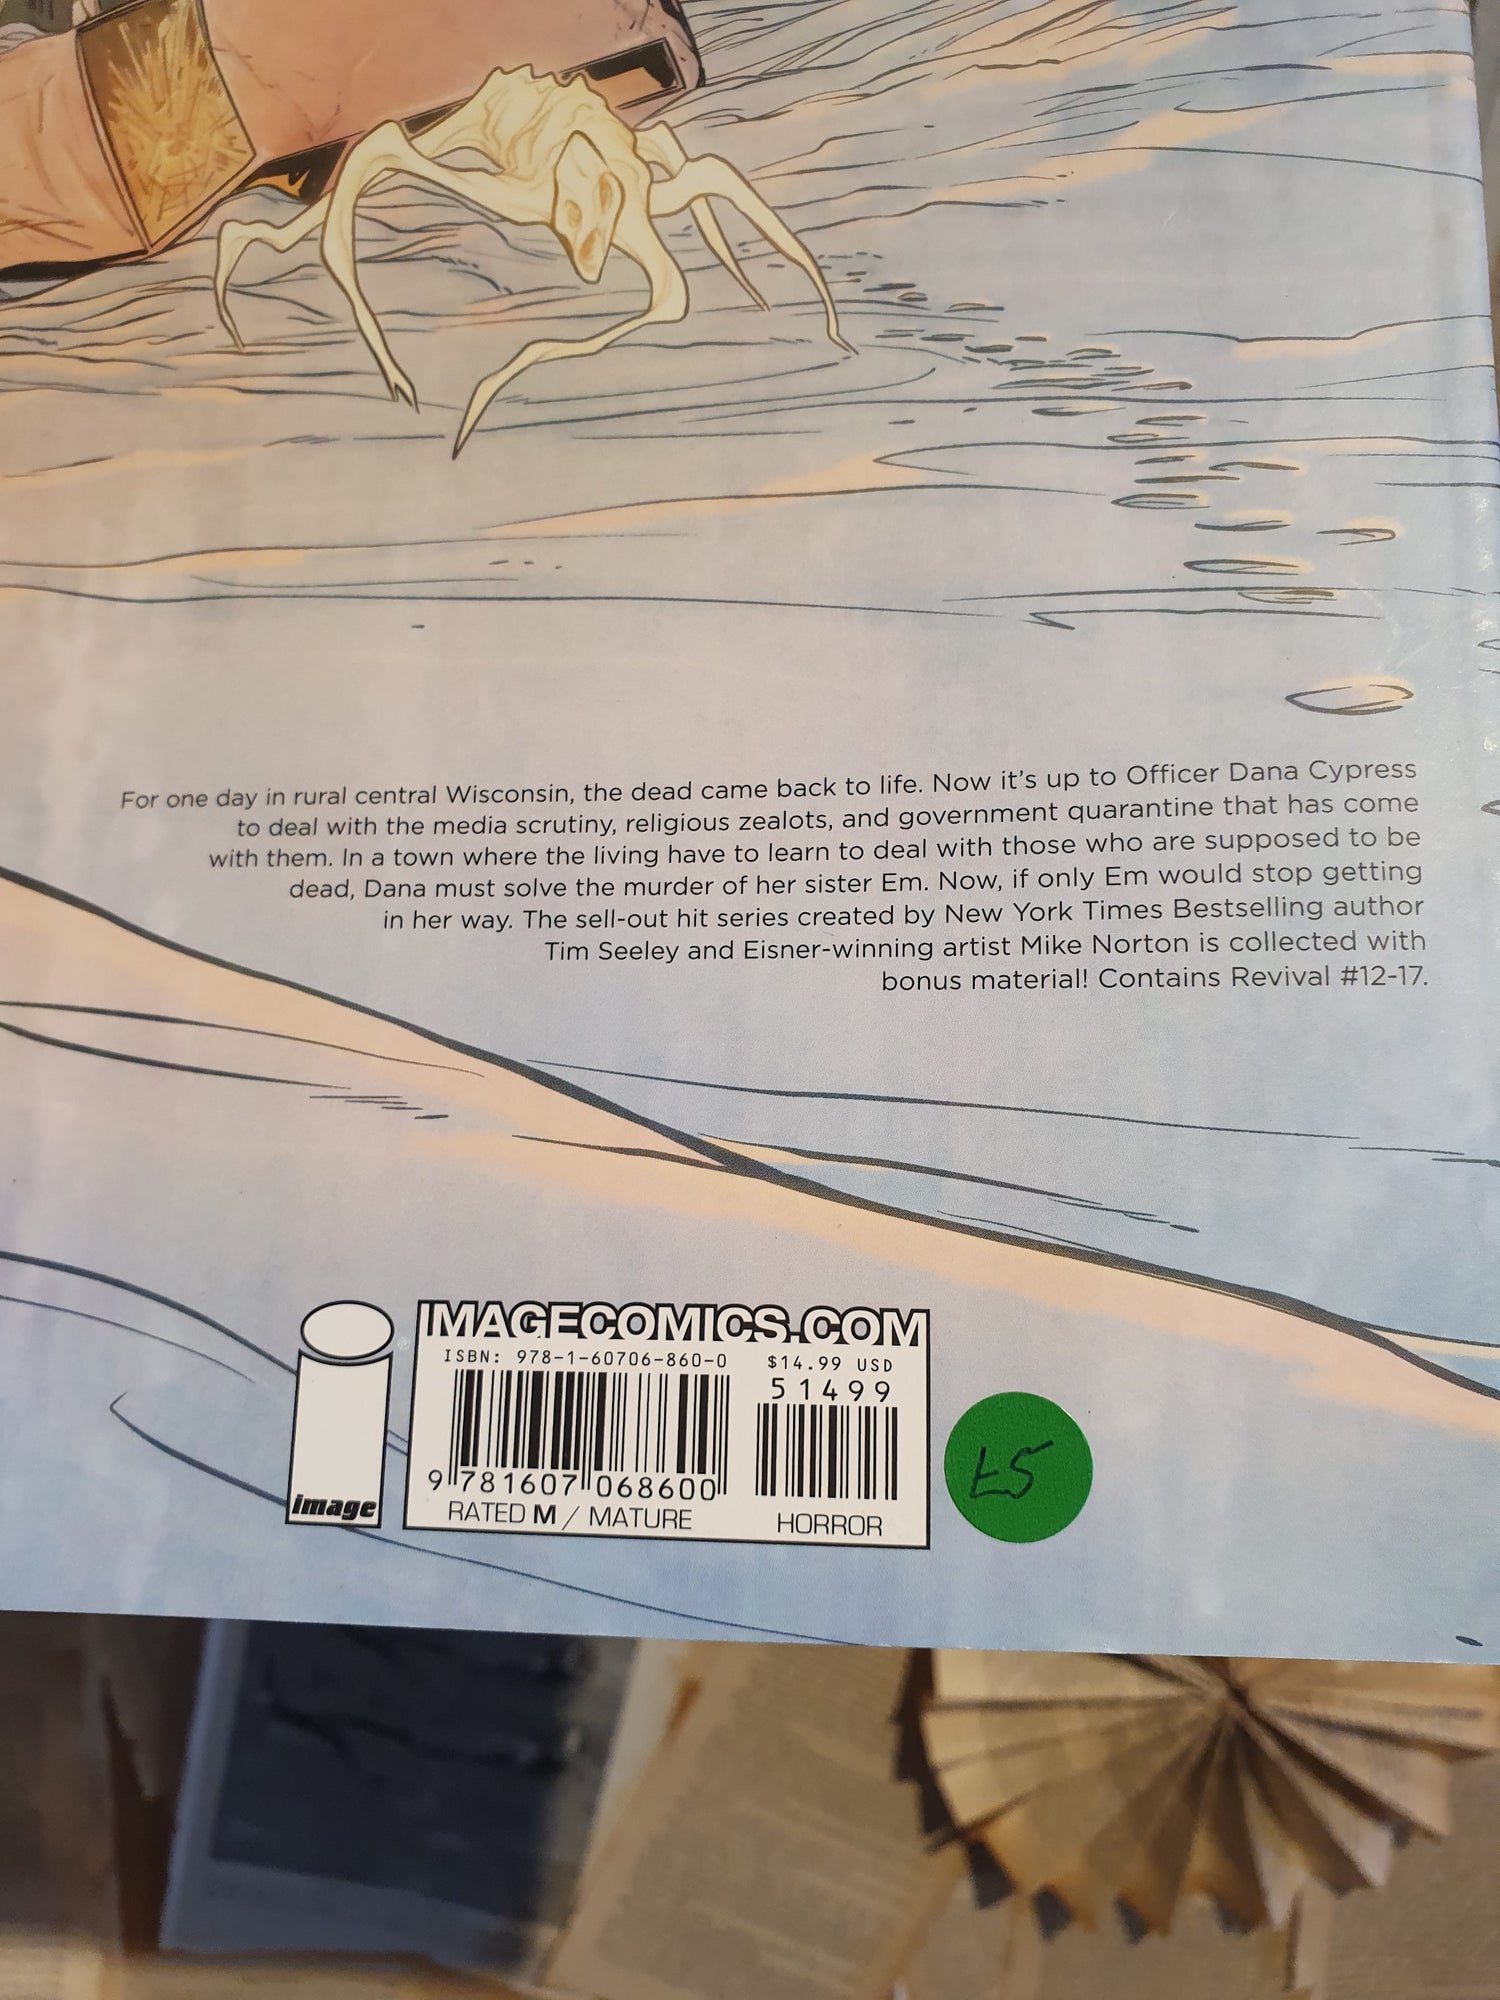 For one day in rural central Wisconsin, the dead came back to life. Now it's up to Officer Dana Cypress
to deal with the media scrutiny, religious zealots, and government quarantine that has come
with them. In a town where the living have to learn to deal with those who are supposed to be
dead, Dana must solve the murder of her sister Em. Now, if only Em would stop getting
in her way. The sell-out hit series created by New York Times Bestselling author
Tim Seeley and Eisner-winning artist Mike Norton is collected with
bonus material! Contains Revival #12-17.
IMAGECOMICS.COM
ISBN: 978-1-60706-860-0 $14.99 USD
51499
9 781607 068600
RATED M / MATURE HORROR
image
£5